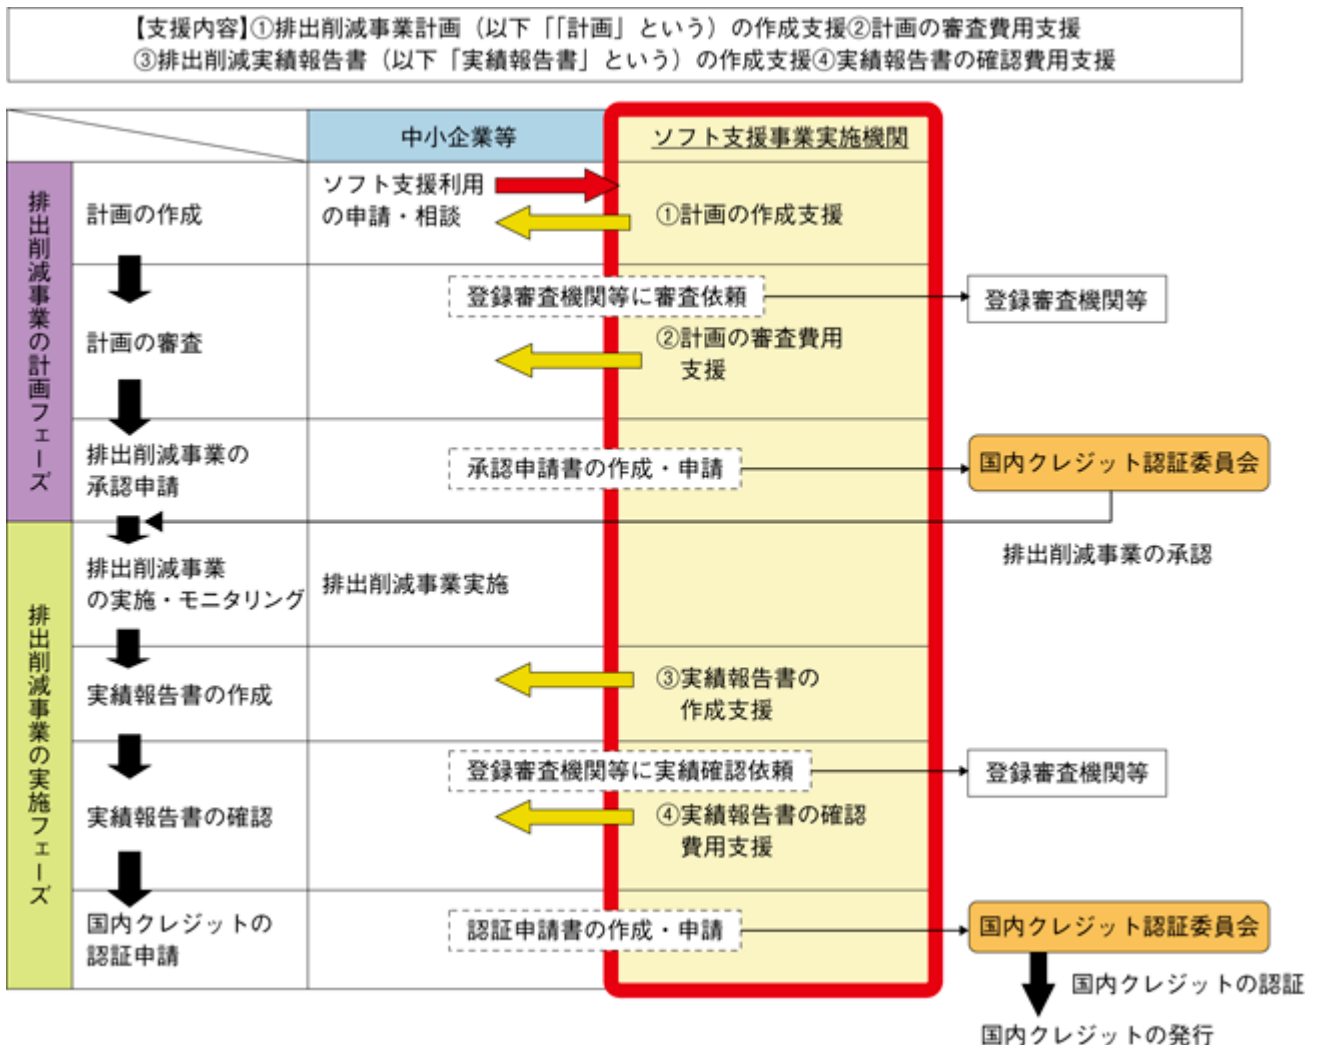 【支援内容】①排出削減事業計画（以下「「計画」という）の作成支援②計画の審査費用支援
③排出削減実績報告書（以下「実績報告書」という）の作成支援④実績報告書の確認費用支援
中小企業等
ソフト支援事業実施機関
排出削減事業の計画フェーズ
計画の作成
ソフト支援利用
の申請・相談
①計画の作成支援
登録審査機関等に審査依頼
登録審査機関等
計画の審査
②計画の審査費用
支援
排出削減事業の
承認申請
承認申請書の作成・申請
国内クレジット認証委員会
排出削減事業の承認
排出削減事業の実施フェーズ
排出削減事業
の実施・モニタリング
排出削減事業実施
実績報告書の作成
③実績報告書の
作成支援
登録審査機関等に実績確認依頼
登録審査機関等
実績報告書の確認
④実績報告書の確認
費用支援
国内クレジットの
認証申請
認証申請書の作成・申請
国内クレジット認証委員会
国内クレジットの認証
国内クレジットの発行